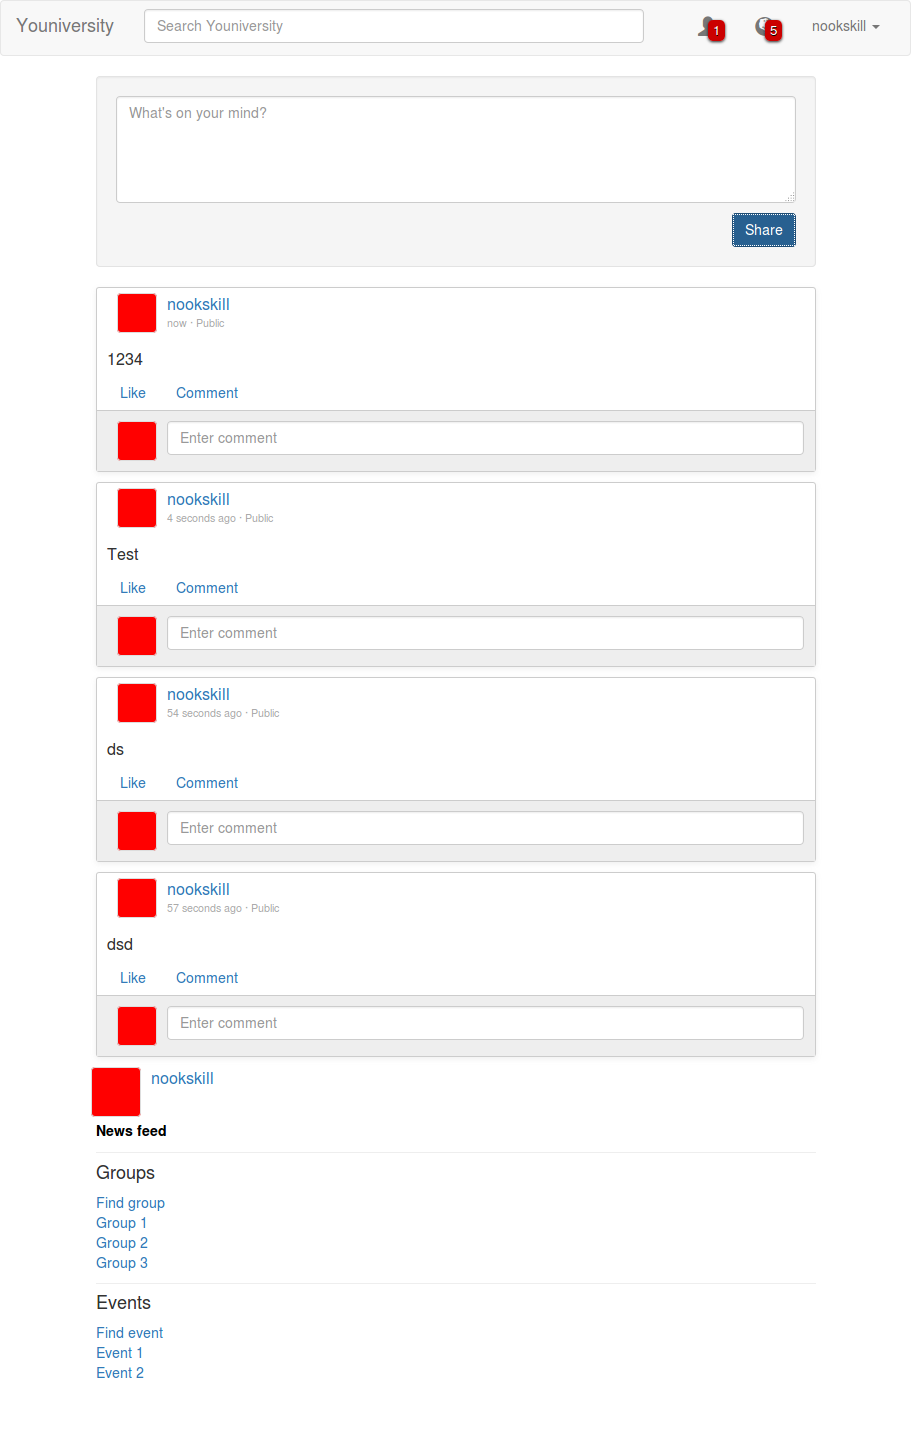 Youniversity Search Youniversity 1 5 nookskill
What's on your mind?
Share
nookskill
now · Public
1234
Like Comment
Enter comment
nookskill
4 seconds ago · Public
Test
Like Comment
Enter comment
nookskill
54 seconds ago · Public
ds
Like Comment
Enter comment
nookskill
57 seconds ago · Public
dsd
Like Comment
Enter comment
nookskill
News feed
Groups
Find group
Group 1
Group 2
Group 3
Events
Find event
Event 1
Event 2